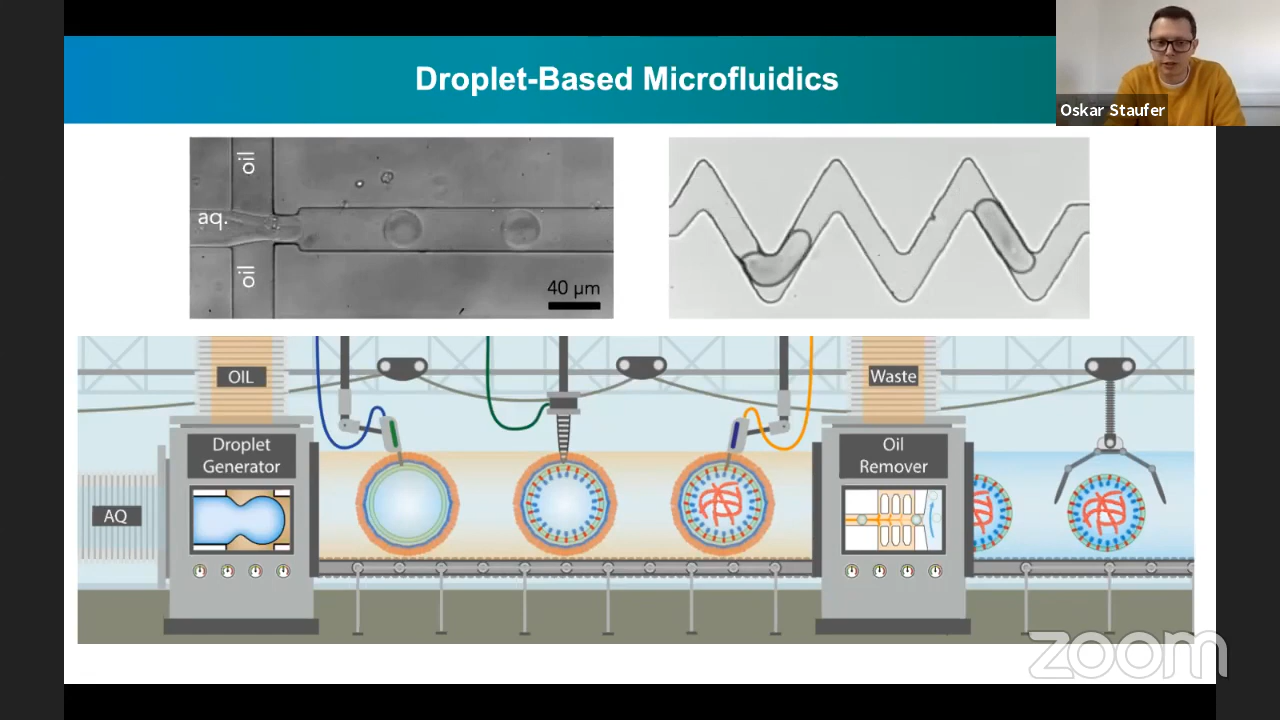 Droplet-Based Microfluidics
Oskar Staufer
oil
aq.
oil
40 µm
OIL
Waste
Droplet
Generator
Oil
Remover
AQ
zoom